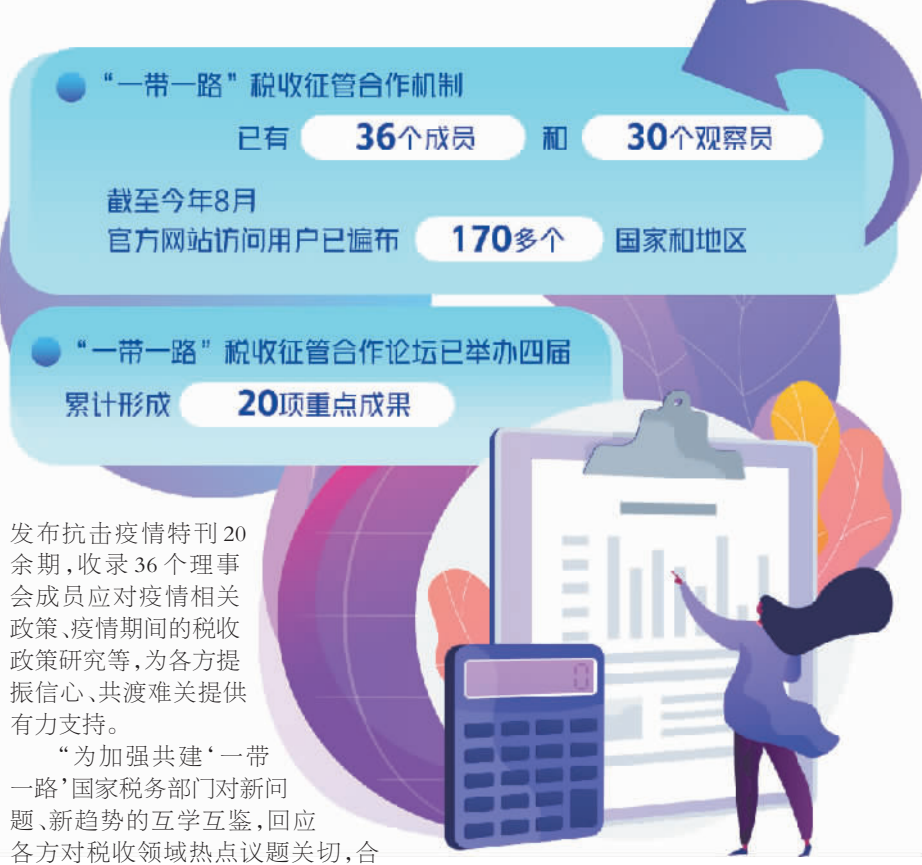 “一带一路”税收征管合作机制
已有 36个成员 和 30个观察员
截至今年8月
官方网站访问用户已遍布 170多个 国家和地区
“一带一路”税收征管合作论坛已举办四届
累计形成 20项重点成果
发布抗击疫情特刊20
余期,收录36个理事
会成员应对疫情相关
政策、疫情期间的税收
政策研究等,为各方提
振信心、共渡难关提供
有力支持。
“为加强共建‘一带
一路’国家税务部门对新问
题、新趋势的互学互鉴,回应
各方对税收领域热点议题关切,合
0